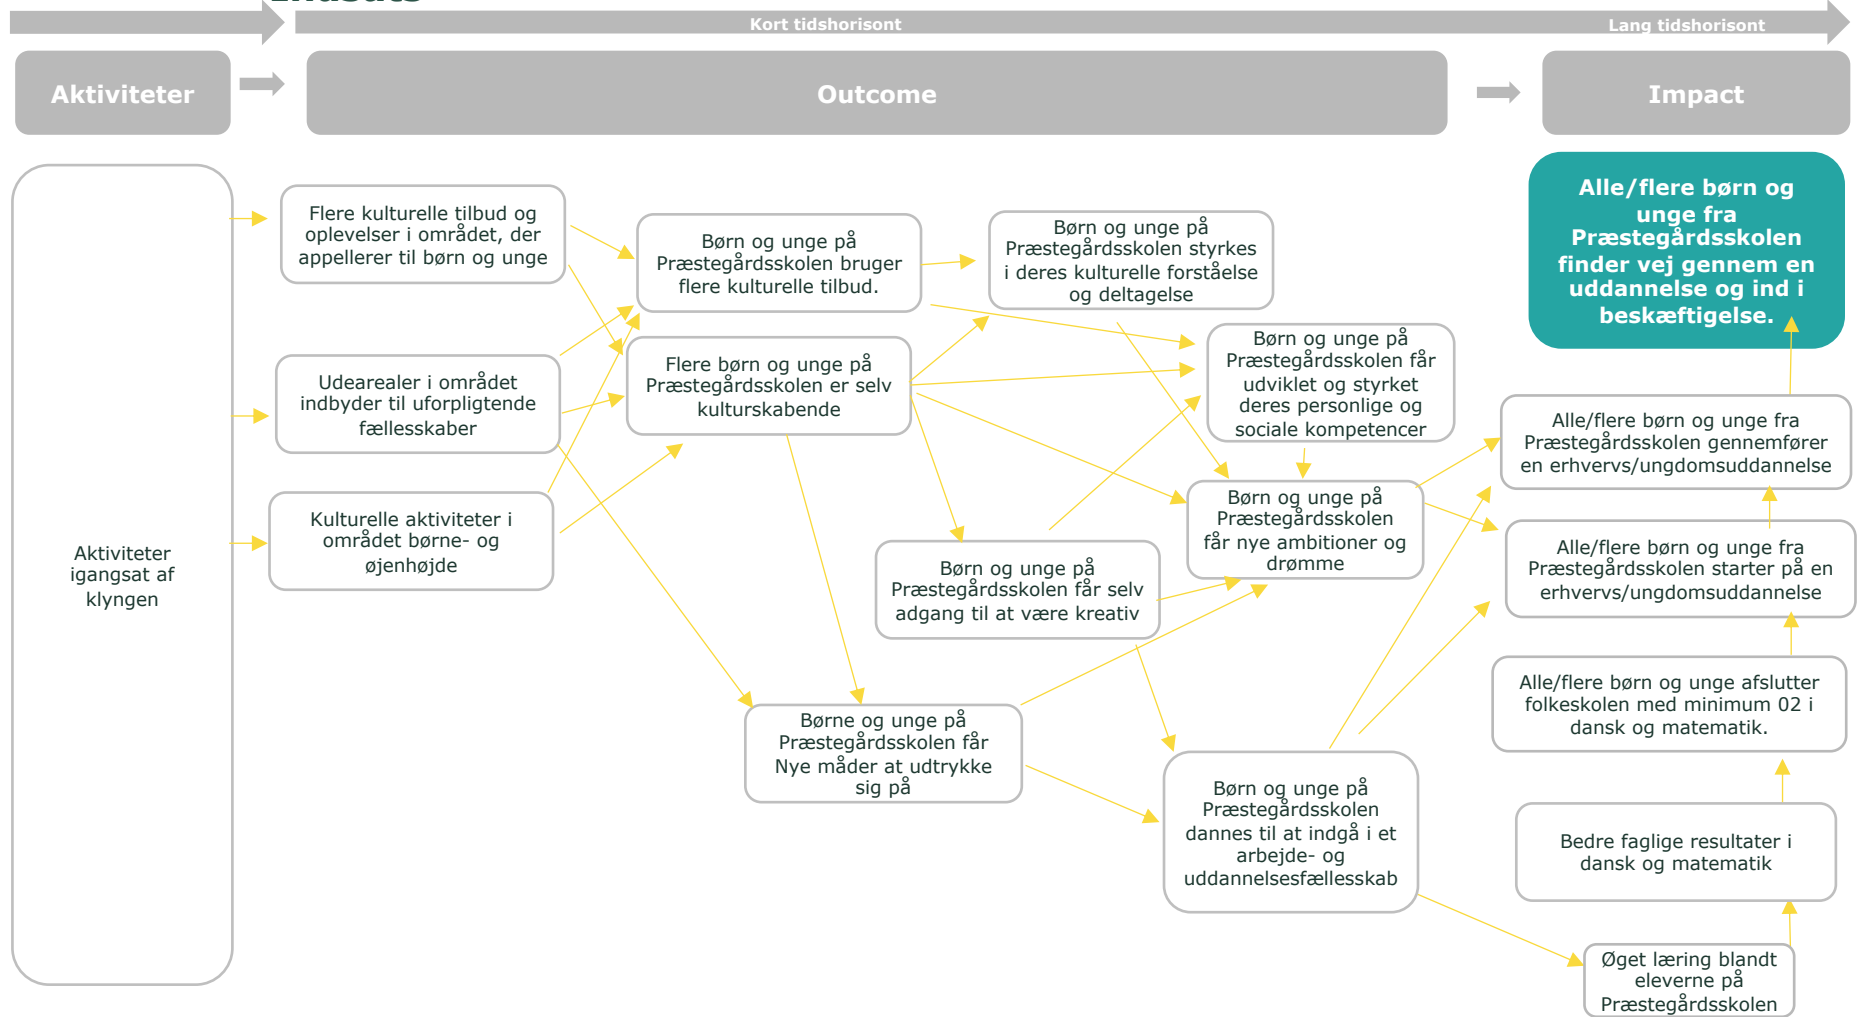 Indsats
Kort tidshorisont
Lang tidshorisont
Aktiviteter
Outcome
Impact
Aktiviteter
igangsat af
klyngen
Flere kulturelle tilbud og
oplevelser i området, der
appellerer til børn og unge
Udearealer i området
indbyder til uforpligtende
fællesskaber
Kulturelle aktiviteter i
området børne- og
øjenhøjde
Børn og unge på
Præstegårdsskolen bruger
flere kulturelle tilbud.
Flere børn og unge på
Præstegårdsskolen er selv
kulturskabende
Børn og unge på
Præstegårdsskolen styrkes
i deres kulturelle forståelse
og deltagelse
Børn og unge på
Præstegårdsskolen får
udviklet og styrket
deres personlige og
sociale kompetencer
Børn og unge på
Præstegårdsskolen
får nye ambitioner og
drømme
Børn og unge på
Præstegårdsskolen får selv
adgang til at være kreativ
Børne og unge på
Præstegårdsskolen får
Nye måder at udtrykke
sig på
Børn og unge på
Præstegårdsskolen
dannes til at indgå i et
arbejde- og
uddannelsesfællesskab
Alle/flere børn og
unge fra
Præstegårdsskolen
finder vej gennem en
uddannelse og ind i
beskæftigelse.
Alle/flere børn og unge fra
Præstegårdsskolen gennemfører
en erhvervs/ungdomsuddannelse
Alle/flere børn og unge fra
Præstegårdsskolen starter på en
erhvervs/ungdomsuddannelse
Alle/flere børn og unge afslutter
folkeskolen med minimum 02 i
dansk og matematik.
Bedre faglige resultater i
dansk og matematik
Øget læring blandt
eleverne på
Præstegårdsskolen